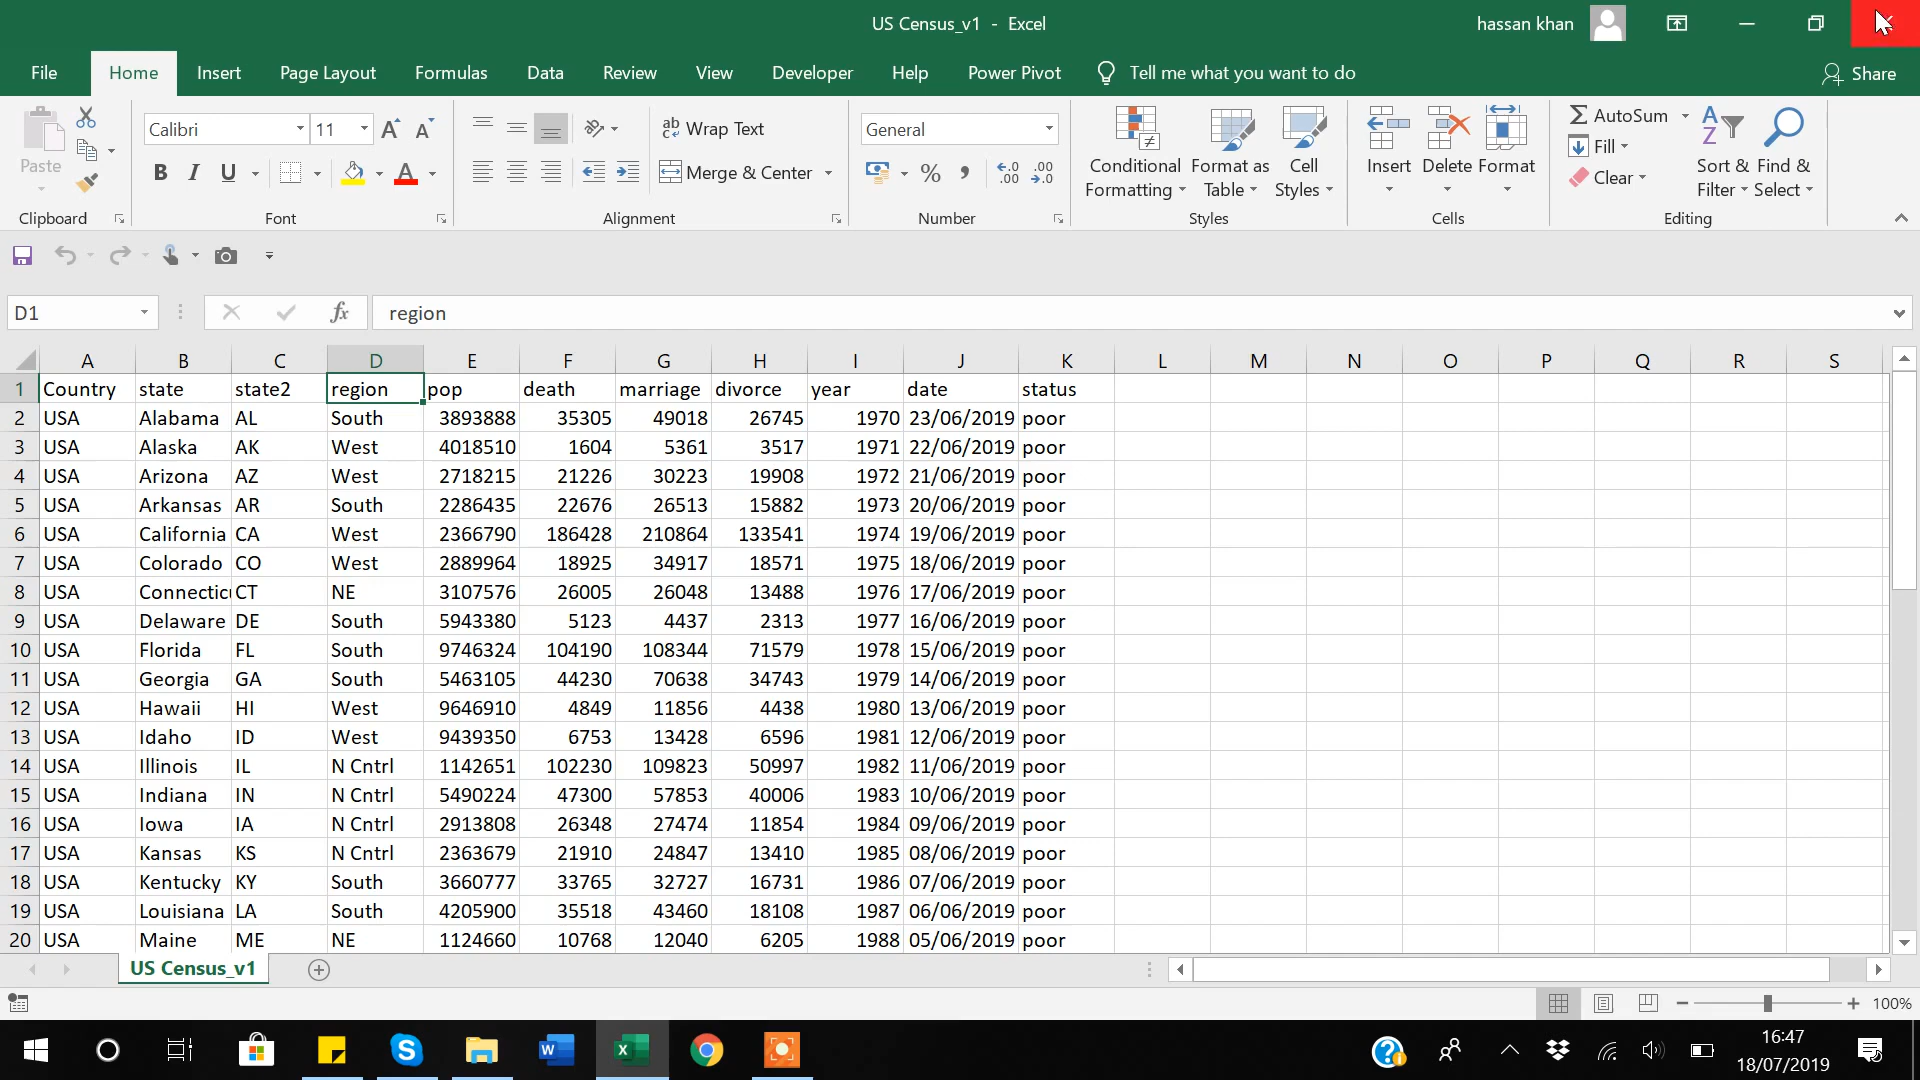 US Census_v1 - Excel
hassan khan
File Home Insert Page Layout Formulas Data Review View Developer Help Power Pivot Tell me what you want to do Share
Paste
Clipboard
Calibri 11
B I U A
Font
ab Wrap Text
Merge & Center
Alignment
General
% ,
Number
Conditional Formatting
Format as Table
Cell Styles
Styles
Insert Delete Format
Cells
AutoSum
Fill
Clear
Sort & Filter
Find & Select
Editing
D1 fx region
A B C D E F G H I J K L M N O P Q R S
1 Country state state2 region pop death marriage divorce year date status
2 USA Alabama AL South 3893888 35305 49018 26745 1970 23/06/2019 poor
3 USA Alaska AK West 4018510 1604 5361 3517 1971 22/06/2019 poor
4 USA Arizona AZ West 2718215 21226 30223 19908 1972 21/06/2019 poor
5 USA Arkansas AR South 2286435 22676 26513 15882 1973 20/06/2019 poor
6 USA California CA West 2366790 186428 210864 133541 1974 19/06/2019 poor
7 USA Colorado CO West 2889964 18925 34917 18571 1975 18/06/2019 poor
8 USA Connectic CT NE 3107576 26005 26048 13488 1976 17/06/2019 poor
9 USA Delaware DE South 5943380 5123 4437 2313 1977 16/06/2019 poor
10 USA Florida FL South 9746324 104190 108344 71579 1978 15/06/2019 poor
11 USA Georgia GA South 5463105 44230 70638 34743 1979 14/06/2019 poor
12 USA Hawaii HI West 9646910 4849 11856 4438 1980 13/06/2019 poor
13 USA Idaho ID West 9439350 6753 13428 6596 1981 12/06/2019 poor
14 USA Illinois IL N Cntrl 1142651 102230 109823 50997 1982 11/06/2019 poor
15 USA Indiana IN N Cntrl 5490224 47300 57853 40006 1983 10/06/2019 poor
16 USA Iowa IA N Cntrl 2913808 26348 27474 11854 1984 09/06/2019 poor
17 USA Kansas KS N Cntrl 2363679 21910 24847 13410 1985 08/06/2019 poor
18 USA Kentucky KY South 3660777 33765 32727 16731 1986 07/06/2019 poor
19 USA Louisiana LA South 4205900 35518 43460 18108 1987 06/06/2019 poor
20 USA Maine ME NE 1124660 10768 12040 6205 1988 05/06/2019 poor
US Census_v1
100%
16:47
18/07/2019